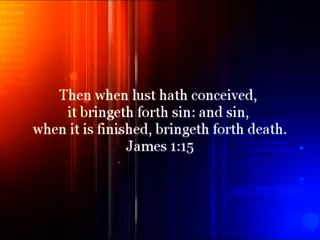 Then when lust hath conceived,
it bringeth forth sin: and sin,
when it is finished, bringeth forth death.
James 1:15